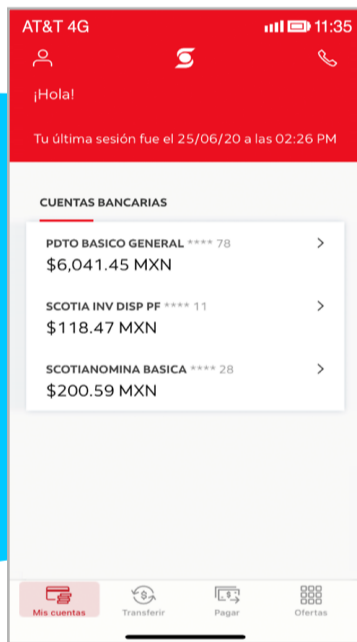 AT&T 4G 11:35
¡Hola!
Tu última sesión fue el 25/06/20 a las 02:26 PM
CUENTAS BANCARIAS
PDTO BASICO GENERAL **** 78
$6,041.45 MXN
SCOTIA INV DISP PF **** 11
$118.47 MXN
SCOTIANOMINA BASICA **** 28
$200.59 MXN
Mis cuentas Transferir Pagar Ofertas